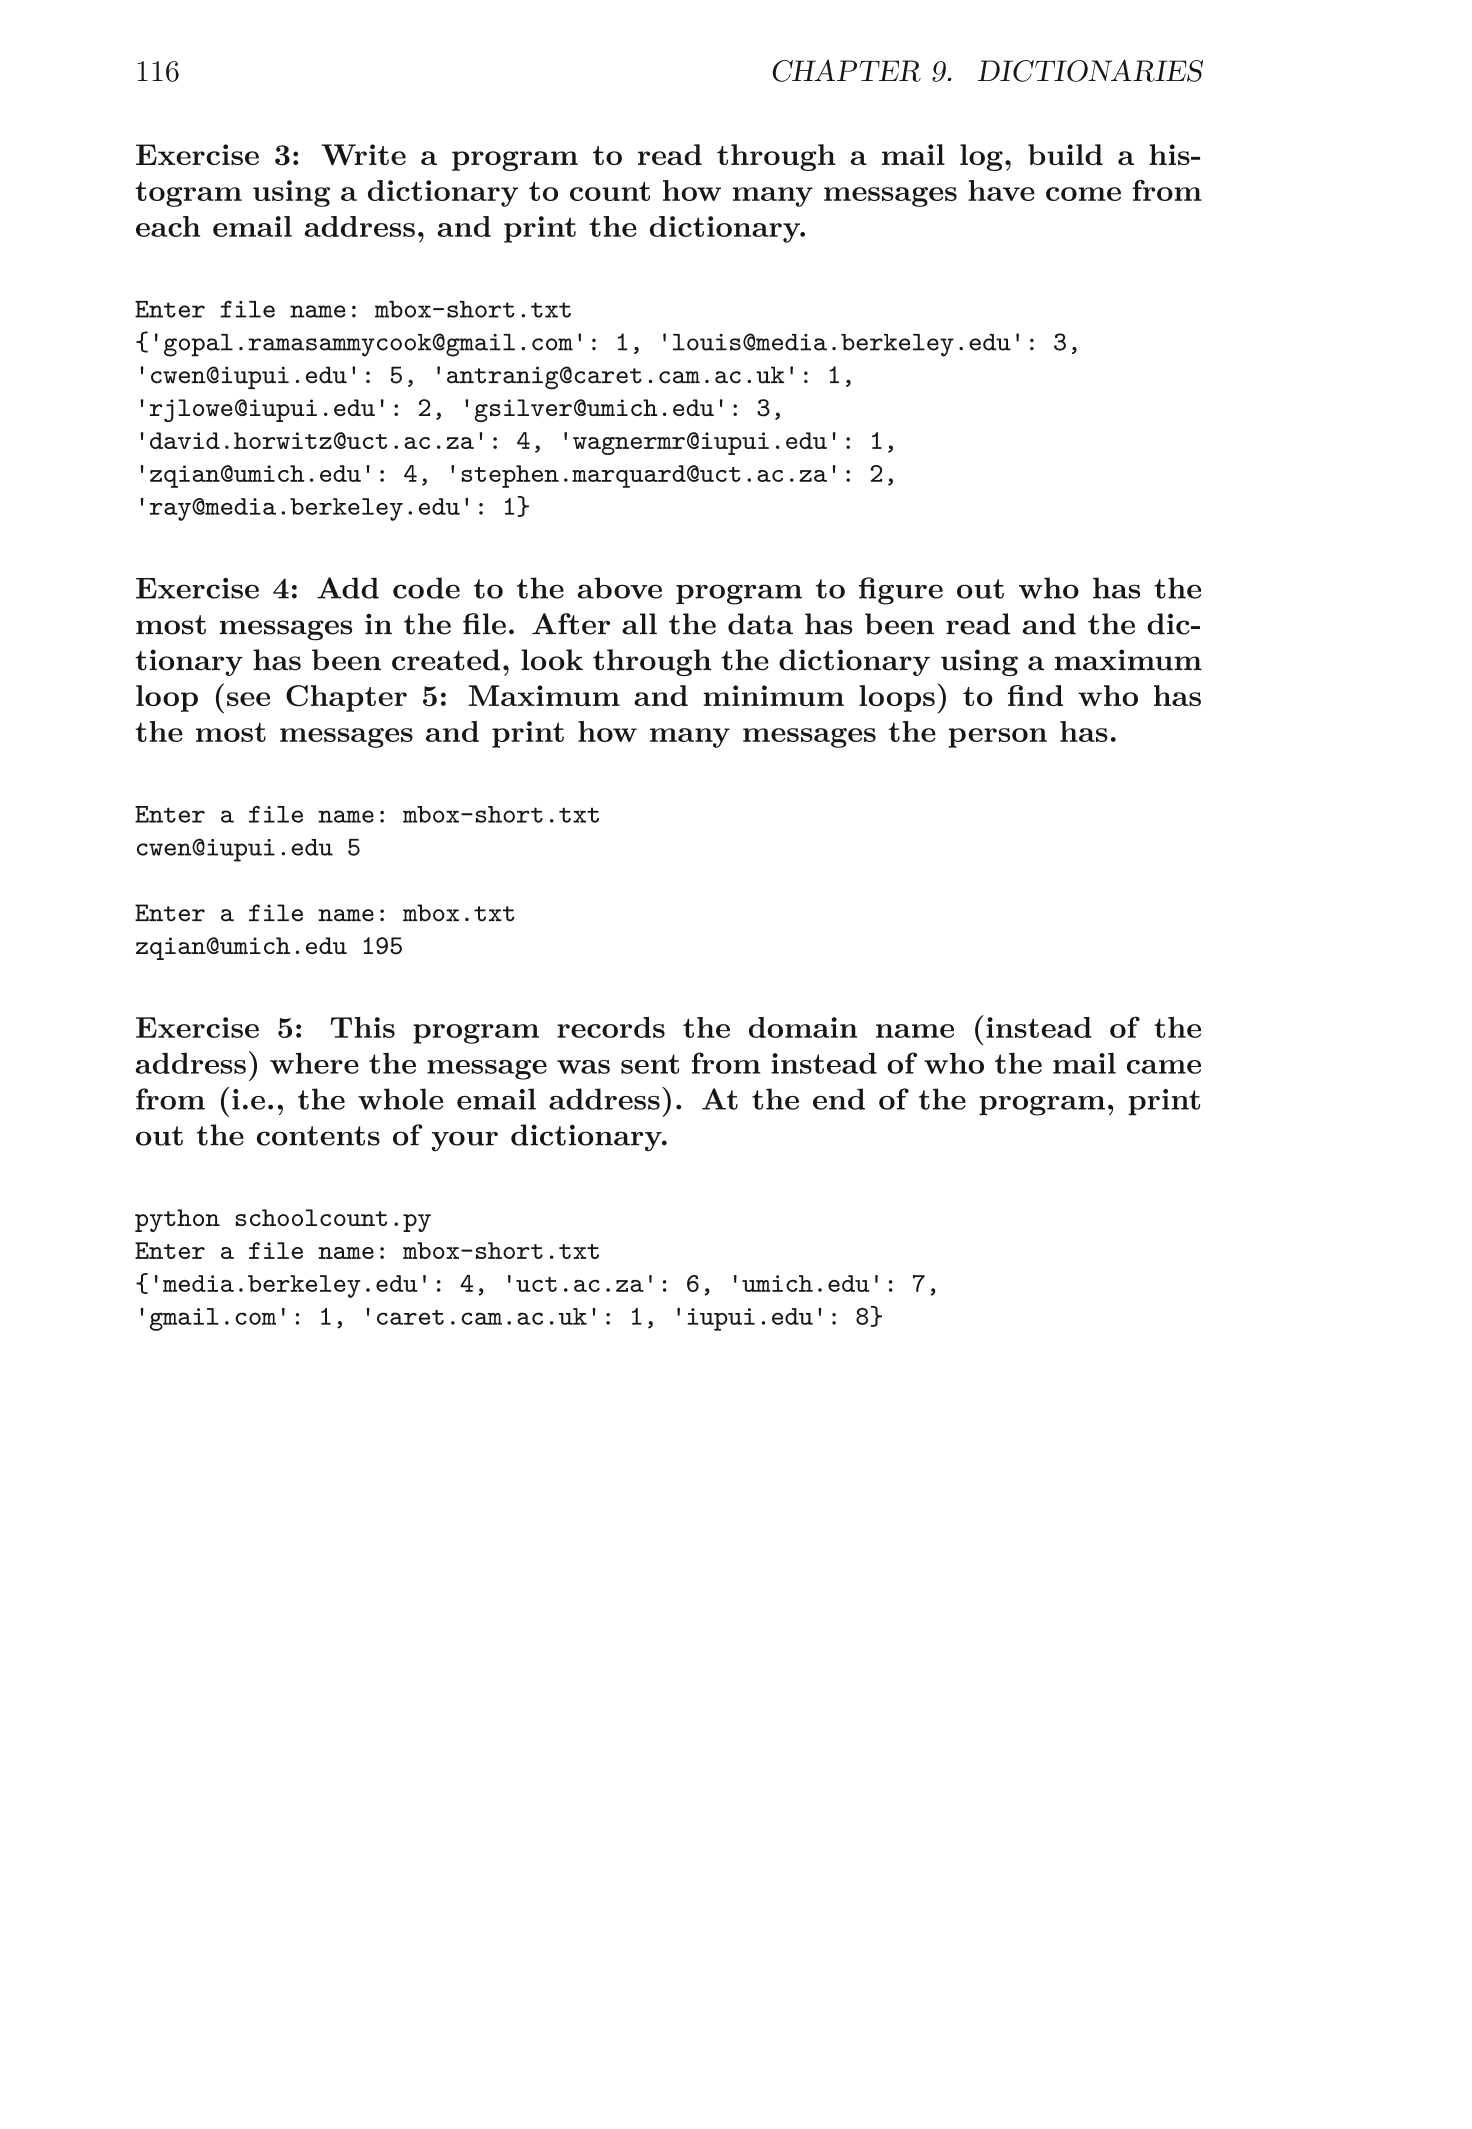 116 CHAPTER 9. DICTIONARIES
Exercise 3: Write a program to read through a mail log, build a his-
togram using a dictionary to count how many messages have come from
each email address, and print the dictionary.
Enter file name: mbox-short.txt
{'gopal.ramasammycook@gmail.com': 1, 'louis@media.berkeley.edu': 3,
'cwen@iupui.edu': 5, 'antranig@caret.cam.ac.uk': 1,
'rjlowe@iupui.edu': 2, 'gsilver@umich.edu': 3,
'david.horwitz@uct.ac.za': 4, 'wagnermr@iupui.edu': 1,
'zqian@umich.edu': 4, 'stephen.marquard@uct.ac.za': 2,
'ray@media.berkeley.edu': 1}
Exercise 4: Add code to the above program to figure out who has the
most messages in the file. After all the data has been read and the dic-
tionary has been created, look through the dictionary using a maximum
loop (see Chapter 5: Maximum and minimum loops) to find who has
the most messages and print how many messages the person has.
Enter a file name: mbox-short.txt
cwen@iupui.edu 5
Enter a file name: mbox.txt
zqian@umich.edu 195
Exercise 5: This program records the domain name (instead of the
address) where the message was sent from instead of who the mail came
from (i.e., the whole email address). At the end of the program, print
out the contents of your dictionary.
python schoolcount.py
Enter a file name: mbox-short.txt
{'media.berkeley.edu': 4, 'uct.ac.za': 6, 'umich.edu': 7,
'gmail.com': 1, 'caret.cam.ac.uk': 1, 'iupui.edu': 8}